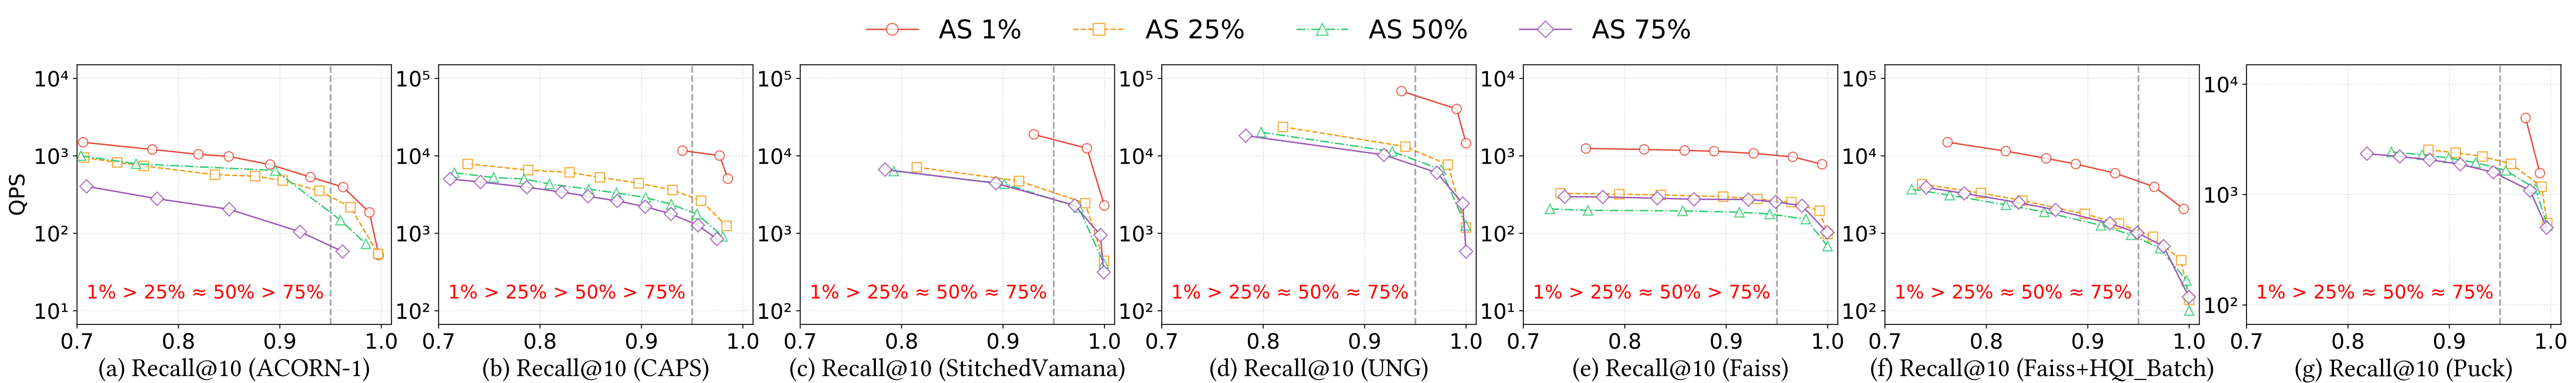 AS 1% AS 25% AS 50% AS 75%
QPS
10⁴
10³
10²
10¹
0.7 0.8 0.9 1.0
1% > 25% ≈ 50% > 75%
(a) Recall@10 (ACORN-1)
10⁵
10⁴
10³
10²
0.7 0.8 0.9 1.0
1% > 25% > 50% > 75%
(b) Recall@10 (CAPS)
10⁵
10⁴
10³
10²
0.7 0.8 0.9 1.0
1% > 25% ≈ 50% ≈ 75%
(c) Recall@10 (StitchedVamana)
10⁵
10⁴
10³
10²
0.7 0.8 0.9 1.0
1% > 25% ≈ 50% ≈ 75%
(d) Recall@10 (UNG)
10⁴
10³
10²
10¹
0.7 0.8 0.9 1.0
1% > 25% ≈ 50% > 75%
(e) Recall@10 (Faiss)
10⁵
10⁴
10³
10²
0.7 0.8 0.9 1.0
1% > 25% ≈ 50% ≈ 75%
(f) Recall@10 (Faiss+HQI_Batch)
10⁴
10³
10²
0.7 0.8 0.9 1.0
1% > 25% ≈ 50% ≈ 75%
(g) Recall@10 (Puck)